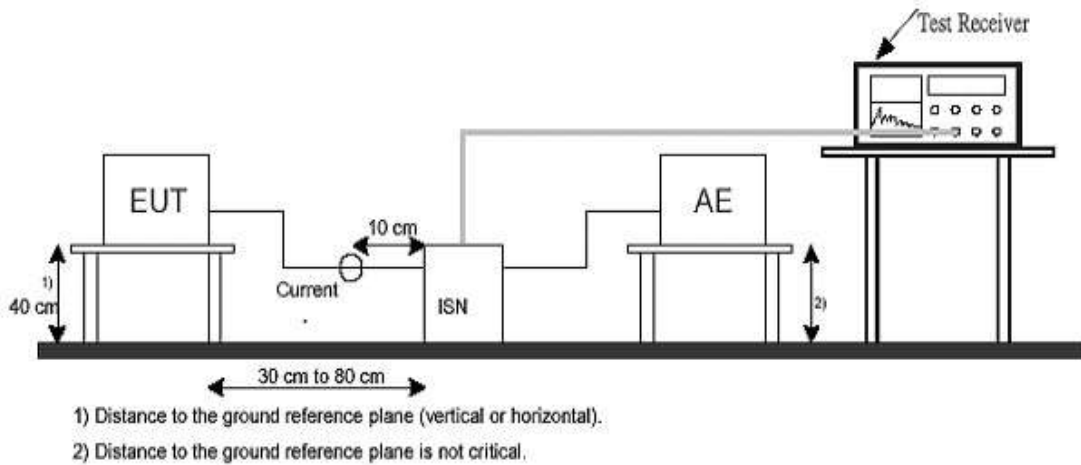 Test Receiver
EUT
AE
10 cm
1)
40 cm
Current
ISN
2)
30 cm to 80 cm
1) Distance to the ground reference plane (vertical or horizontal).
2) Distance to the ground reference plane is not critical.